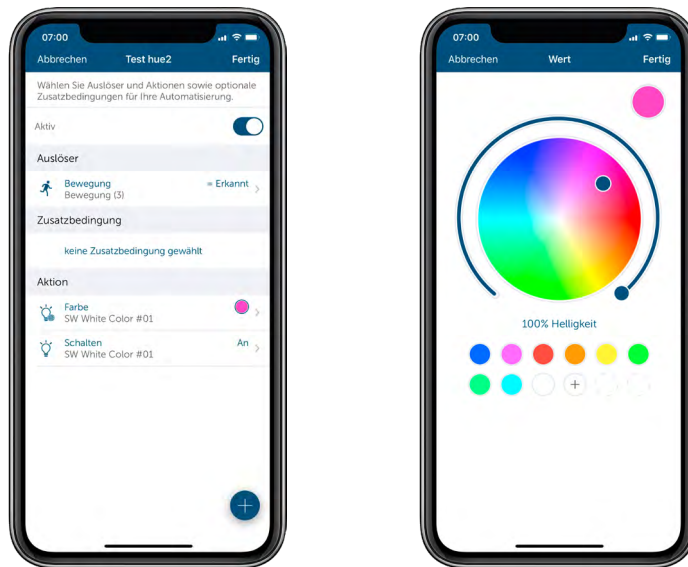 07:00
Abbrechen Test hue2 Fertig
Wählen Sie Auslöser und Aktionen sowie optionale
Zusatzbedingungen für Ihre Automatisierung.
Aktiv
Auslöser
Bewegung = Erkannt
Bewegung (3)
Zusatzbedingung
keine Zusatzbedingung gewählt
Aktion
Farbe
SW White Color #01
Schalten An
SW White Color #01
07:00
Abbrechen Wert Fertig
100% Helligkeit